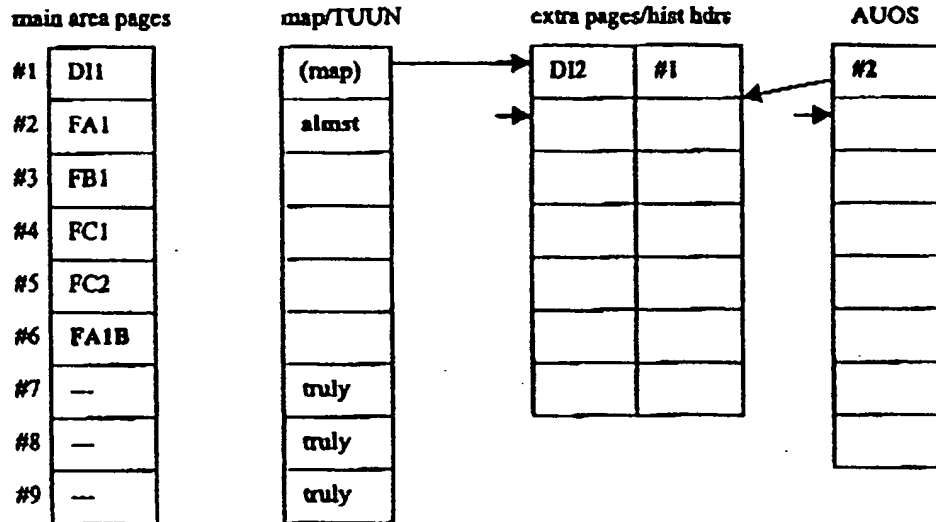 main area pages map/TUUN extra pages/hist hdrs AUOS
#1 DI1 (map) DI2 #1 #2
#2 FA1 almst
#3 FB1
#4 FC1
#5 FC2
#6 FA1B
#7 — truly
#8 — truly
#9 — truly